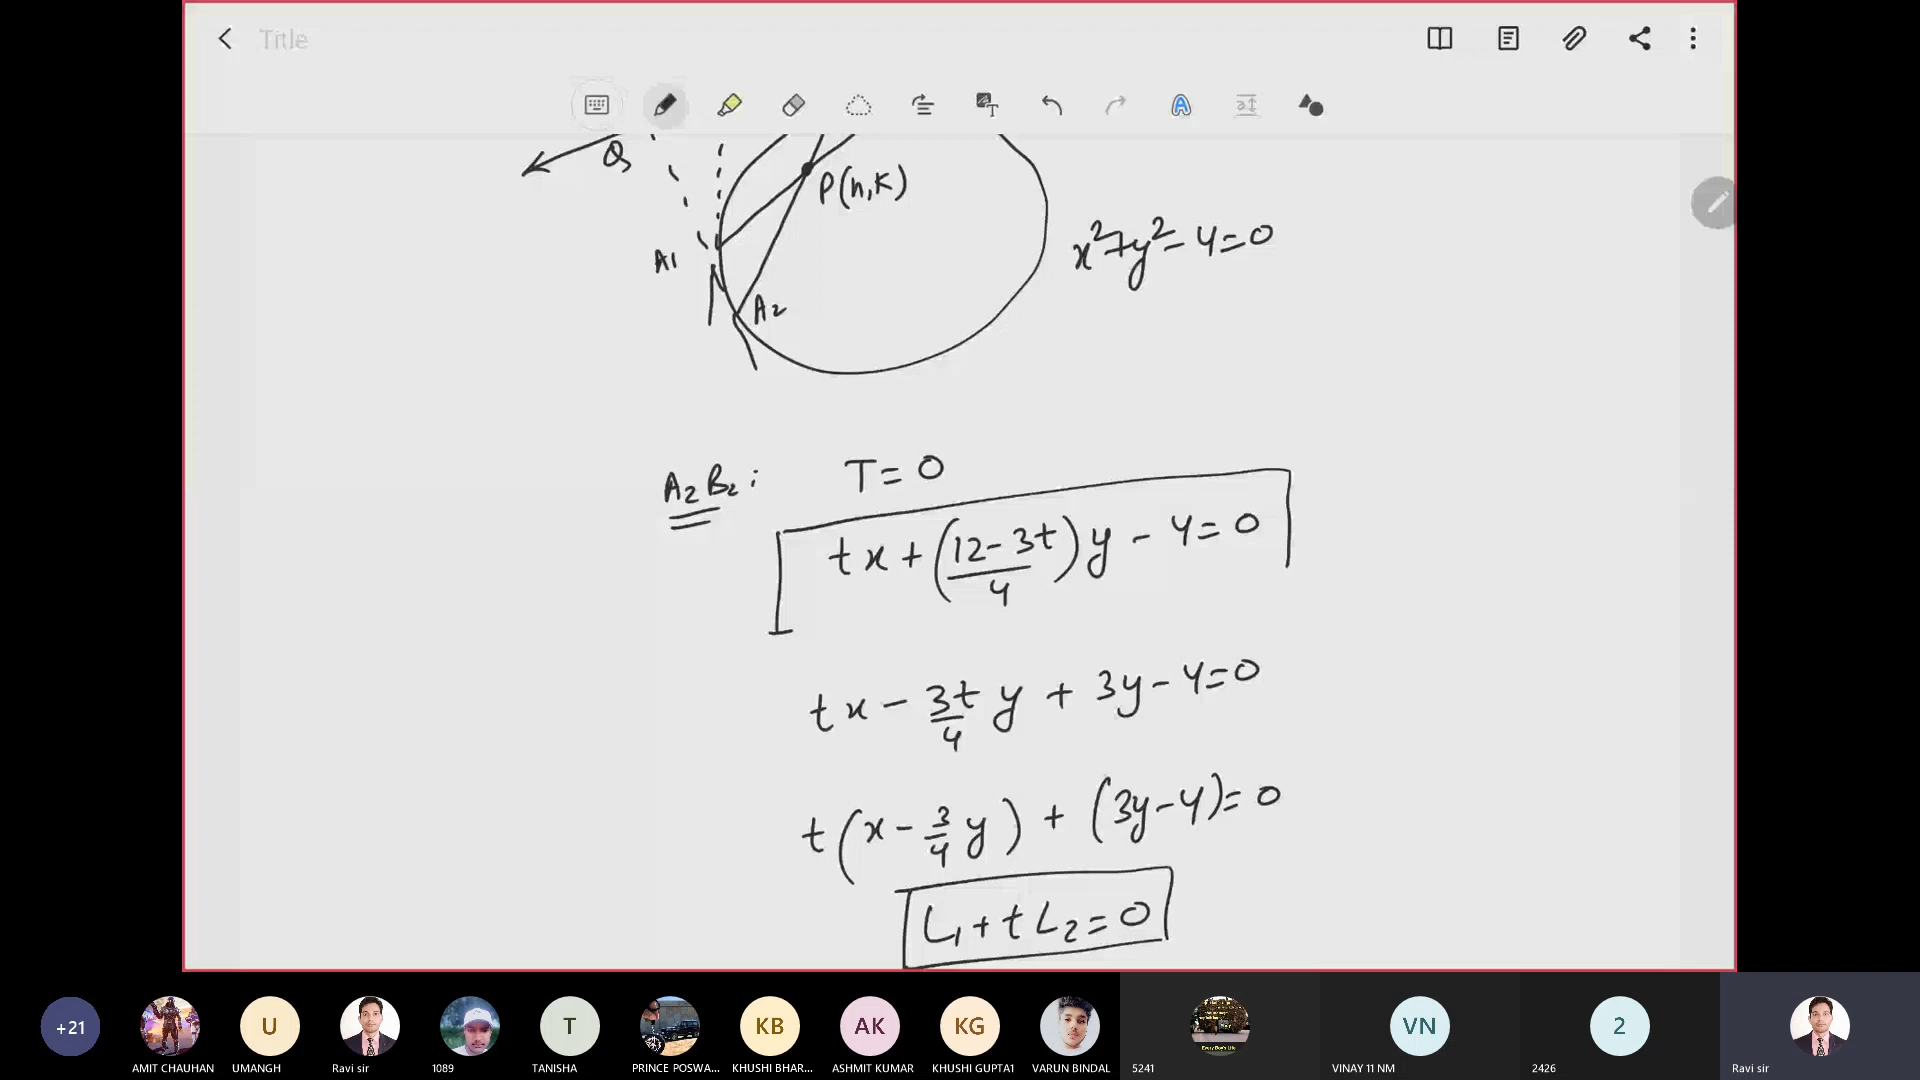 Title
Q
P(h,K)
A1
x²+y²-4=0
A2
A2B2: T=0
tx+(12-3t/4)y-4=0
tx-3t/4 y+3y-4=0
t(x-3/4 y)+(3y-4)=0
L1+tL2=0
+21
U
T
KB
AK
KG
VN
2
AMIT CHAUHAN
UMANGH
Ravi sir
1089
TANISHA
PRINCE POSWA...
KHUSHI BHAR...
ASHMIT KUMAR
KHUSHI GUPTA1
VARUN BINDAL
5241
VINAY 11 NM
2426
Ravi sir